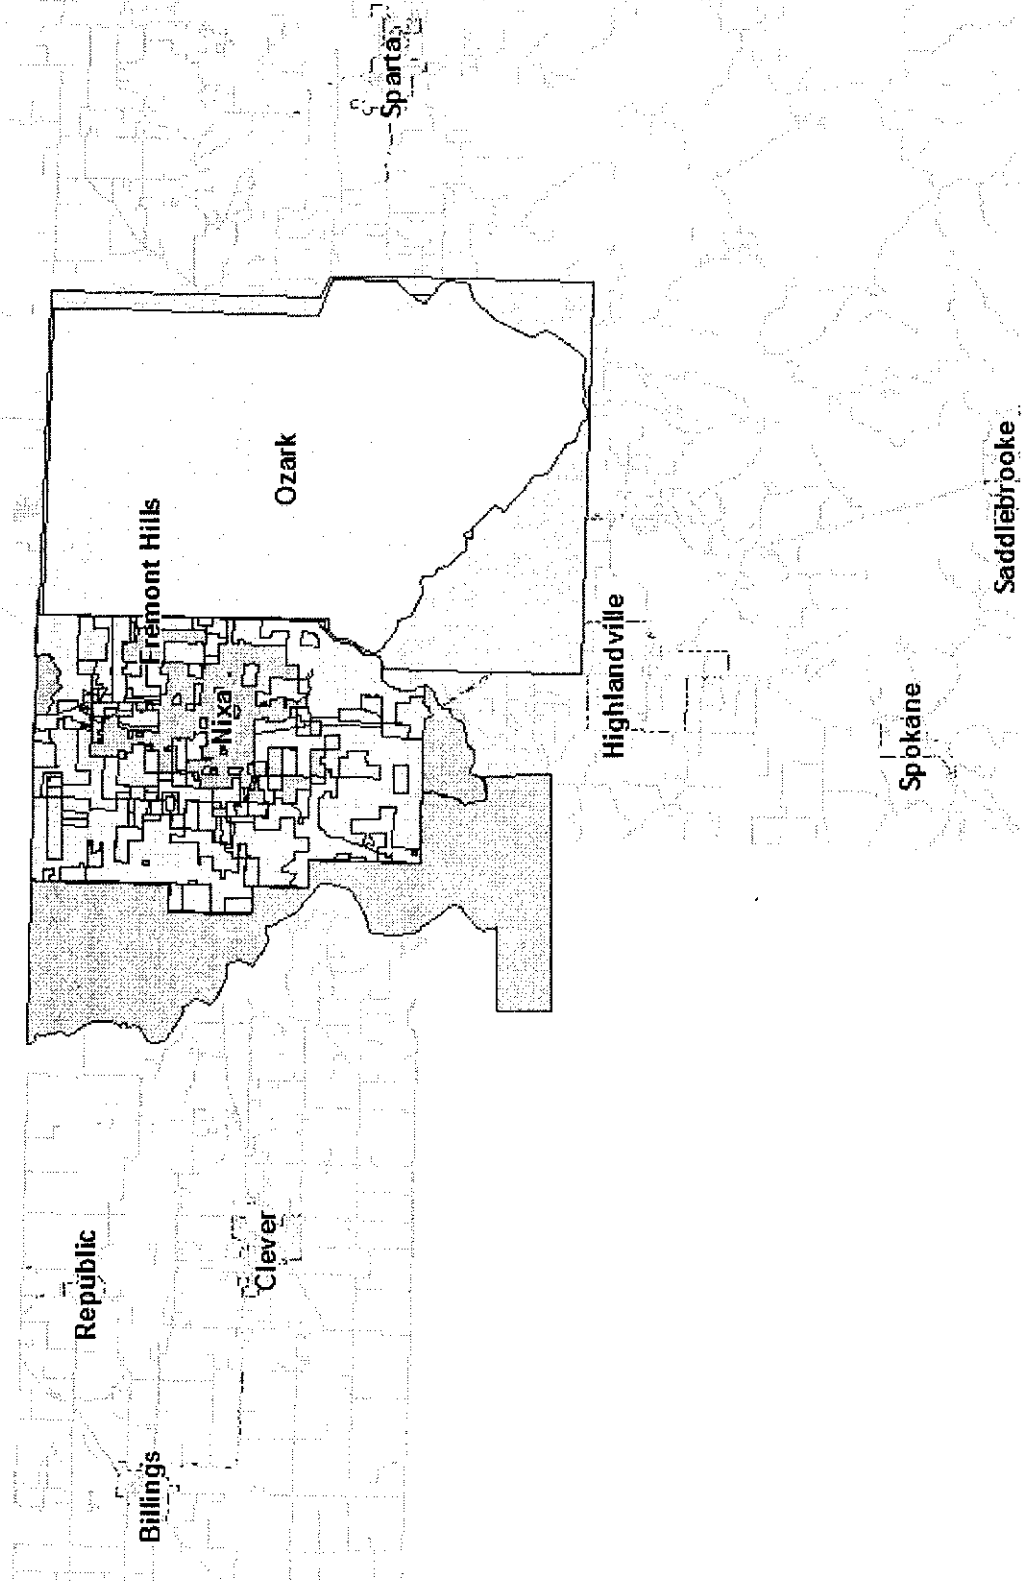 Republic
Billings
Clever
Fremont Hills
Nixa
Ozark
Sparta
Highlandville
Spokane
Saddlebrooke